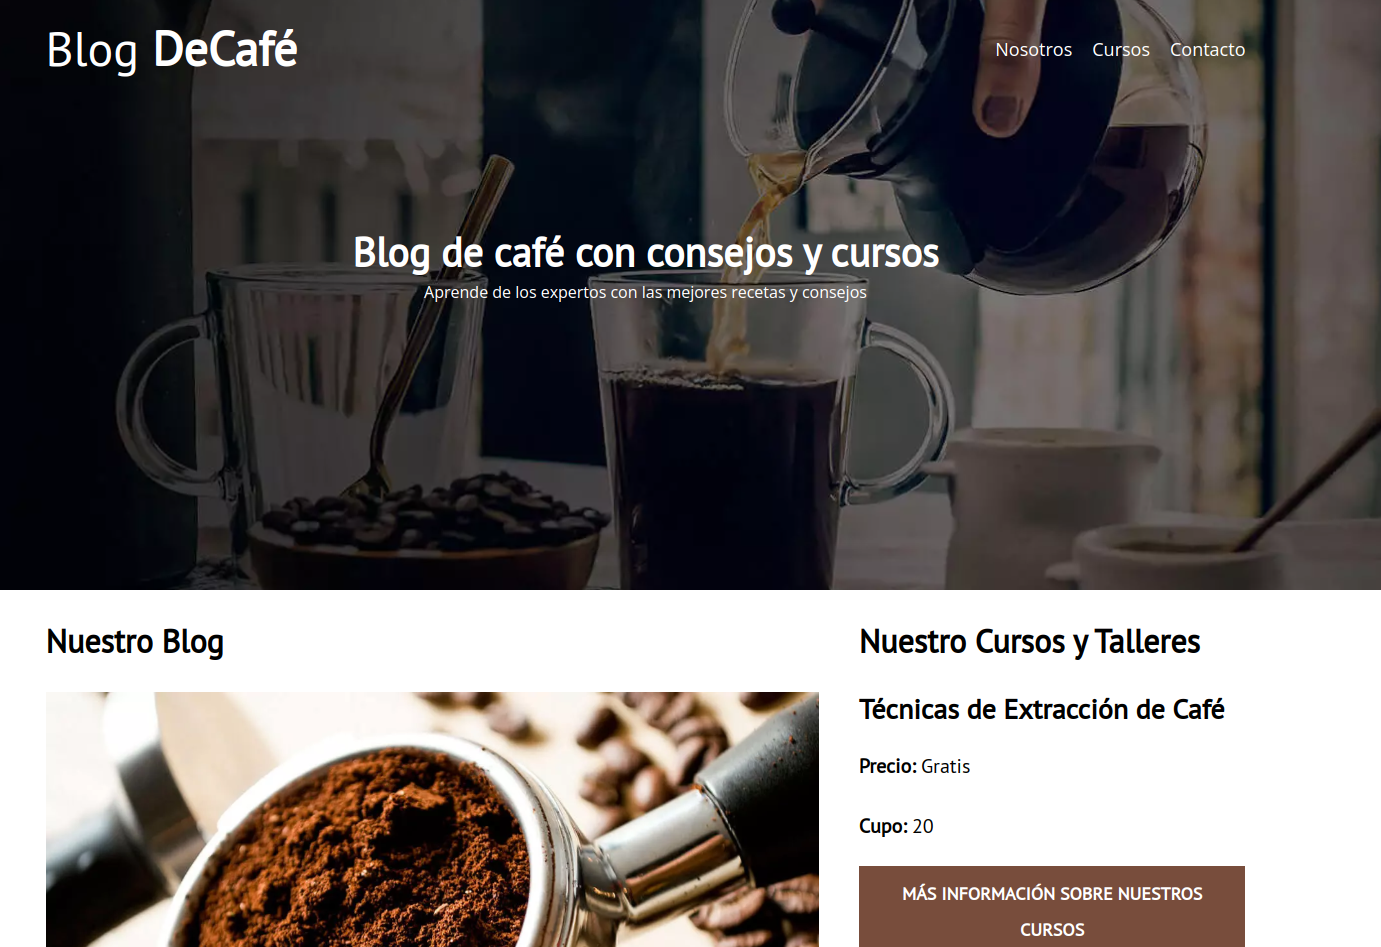 Blog DeCafé
Nosotros Cursos Contacto
Blog de café con consejos y cursos
Aprende de los expertos con las mejores recetas y consejos
Nuestro Blog
Nuestro Cursos y Talleres
Técnicas de Extracción de Café
Precio: Gratis
Cupo: 20
MÁS INFORMACIÓN SOBRE NUESTROS
CURSOS